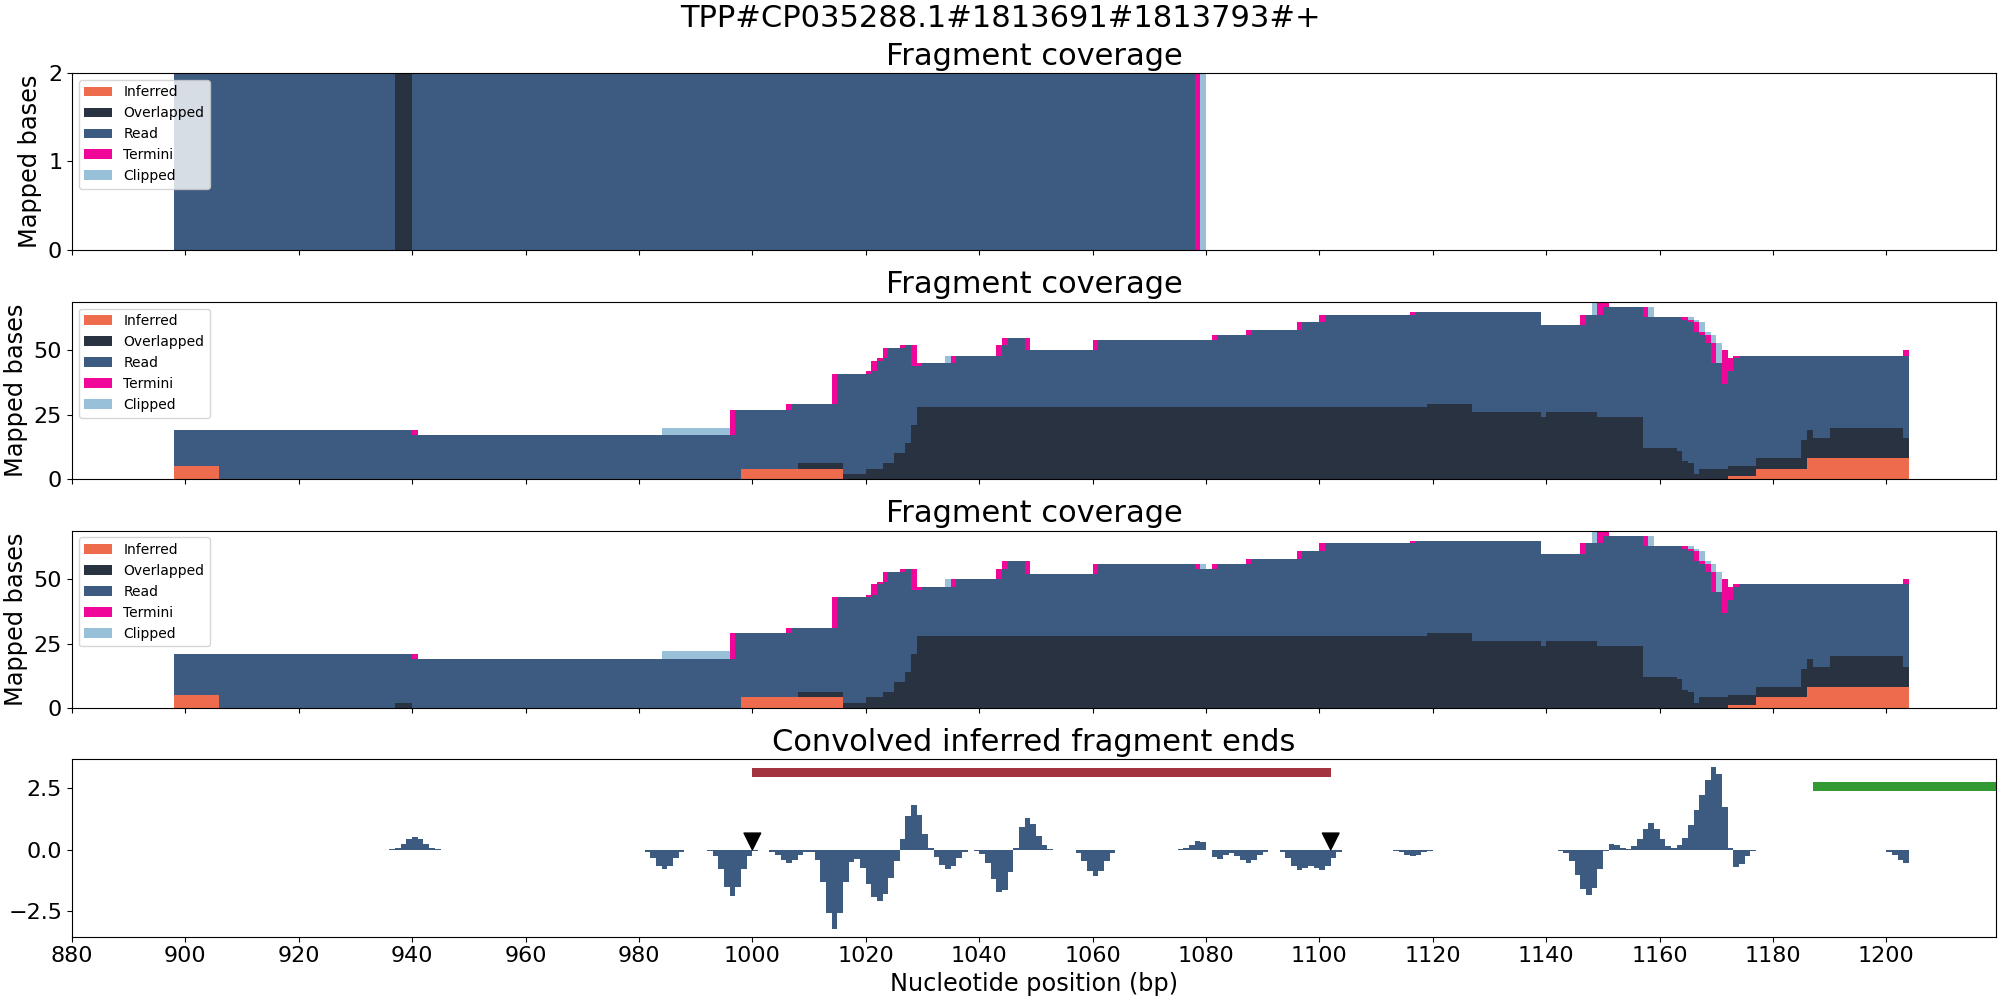 TPP#CP035288.1#1813691#1813793#+
Fragment coverage
Mapped bases
2
1
0
Inferred
Overlapped
Read
Termini
Clipped
Fragment coverage
Mapped bases
50
25
0
Inferred
Overlapped
Read
Termini
Clipped
Fragment coverage
Mapped bases
50
25
0
Inferred
Overlapped
Read
Termini
Clipped
Convolved inferred fragment ends
2.5
0.0
−2.5
880 900 920 940 960 980 1000 1020 1040 1060 1080 1100 1120 1140 1160 1180 1200
Nucleotide position (bp)